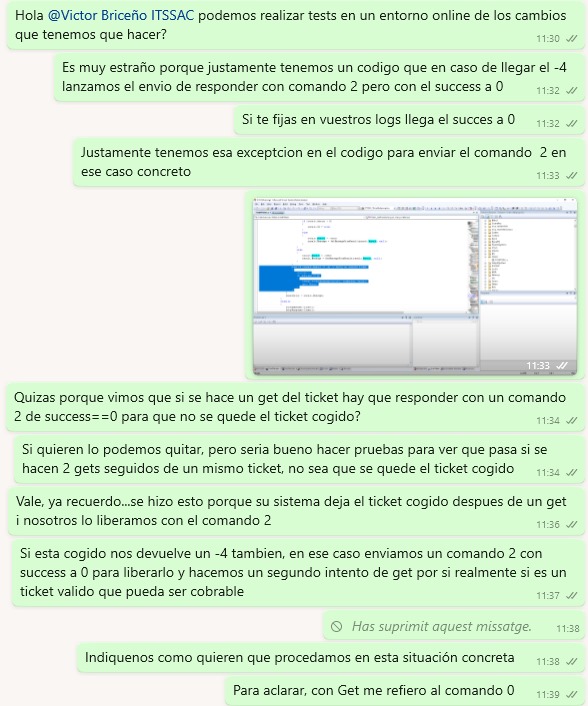 Hola @Victor Briceño ITSSAC podemos realizar tests en un entorno online de los cambios
que tenemos que hacer?
11:30
Es muy estraño porque justamente tenemos un codigo que en caso de llegar el -4
lanzamos el envio de responder con comando 2 pero con el success a 0
11:32
Si te fijas en vuestros logs llega el succes a 0
11:32
Justamente tenemos esa exceptcion en el codigo para enviar el comando 2 en
ese caso concreto
11:33
11:33
Quizas porque vimos que si se hace un get del ticket hay que responder con un comando
2 de success==0 para que no se quede el ticket cogido?
11:34
Si quieren lo podemos quitar, pero seria bueno hacer pruebas para ver que pasa si se
hacen 2 gets seguidos de un mismo ticket, no sea que se quede el ticket cogido
11:34
Vale, ya recuerdo...se hizo esto porque su sistema deja el ticket cogido despues de un get
i nosotros lo liberamos con el comando 2
11:36
Si esta cogido nos devuelve un -4 tambien, en ese caso enviamos un comando 2 con
success a 0 para liberarlo y hacemos un segundo intento de get por si realmente si es un
ticket valido que pueda ser cobrable
11:37
Has suprimit aquest missatge.
11:38
Indiquenos como quieren que procedamos en esta situación concreta
11:38
Para aclarar, con Get me refiero al comando 0
11:39